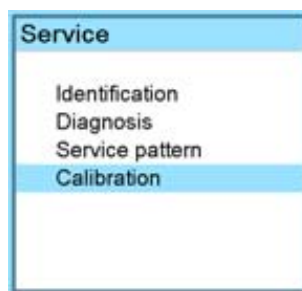 Service
Identification
Diagnosis
Service pattern
Calibration